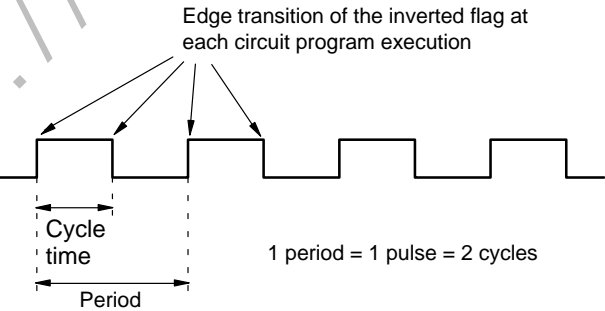 Edge transition of the inverted flag at
each circuit program execution
Cycle
time
1 period = 1 pulse = 2 cycles
Period